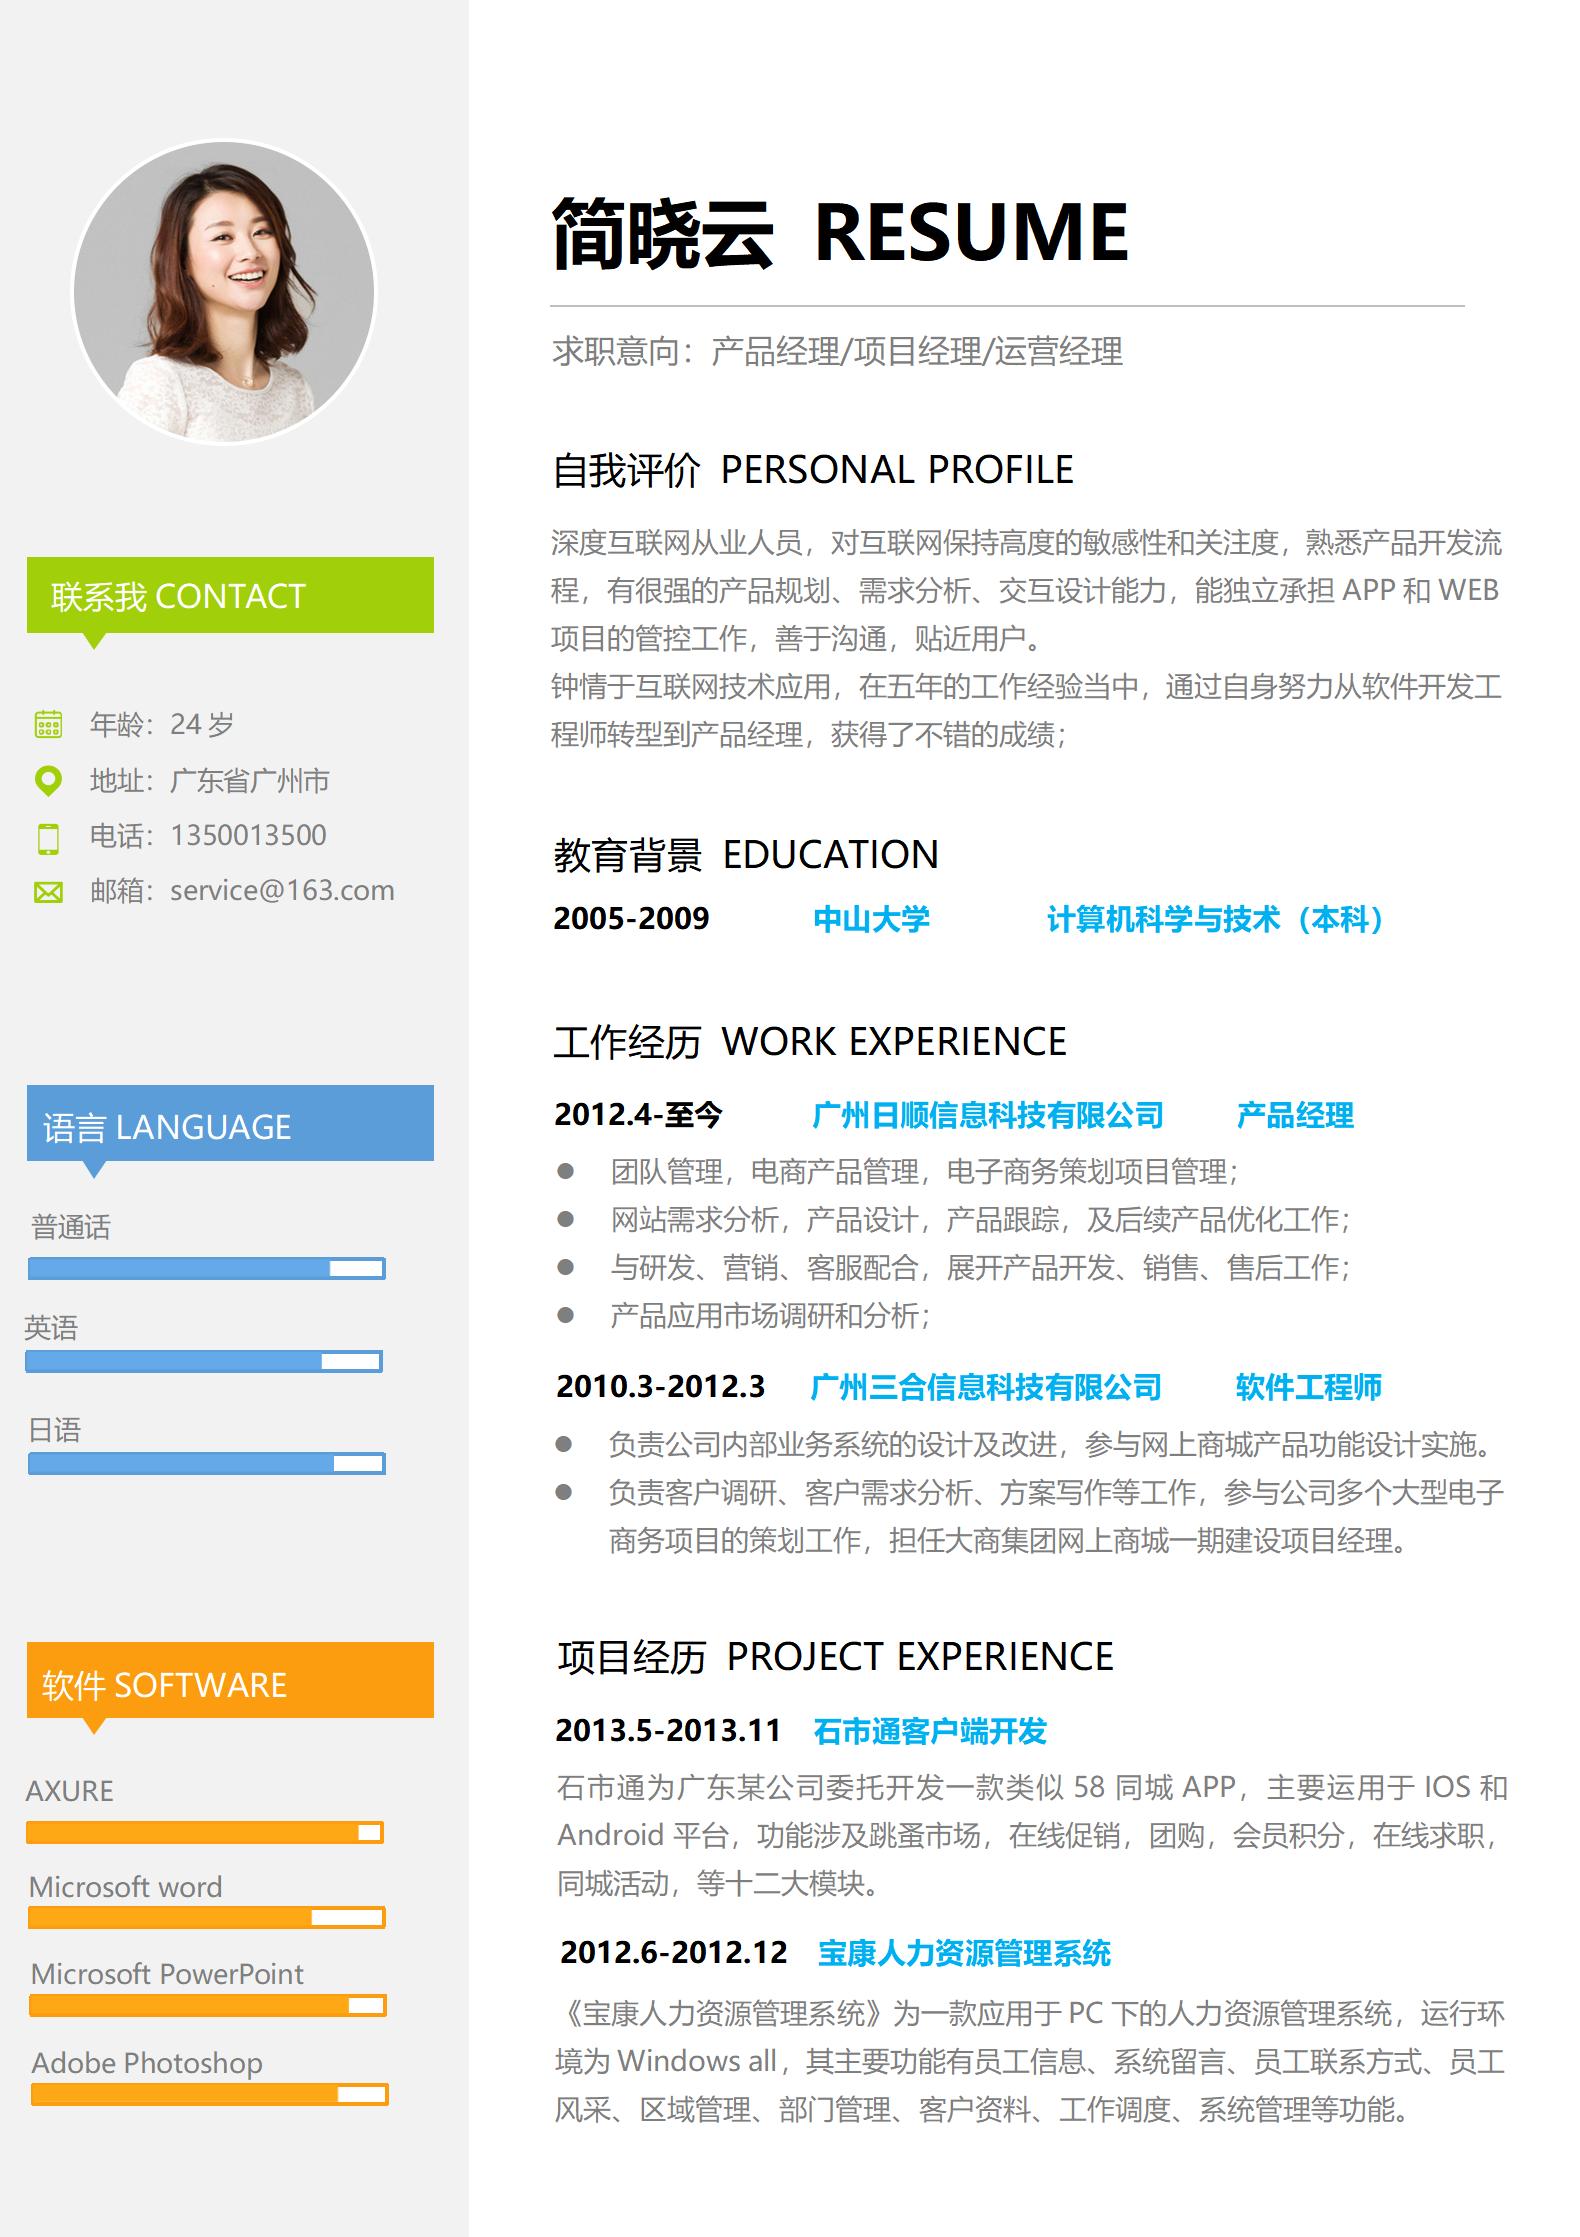 简晓云 RESUME
求职意向：产品经理/项目经理/运营经理
自我评价 PERSONAL PROFILE
深度互联网从业人员，对互联网保持高度的敏感性和关注度，熟悉产品开发流
程，有很强的产品规划、需求分析、交互设计能力，能独立承担 APP 和 WEB
项目的管控工作，善于沟通，贴近用户。
钟情于互联网技术应用，在五年的工作经验当中，通过自身努力从软件开发工
程师转型到产品经理，获得了不错的成绩；
教育背景 EDUCATION
2005-2009 中山大学 计算机科学与技术（本科）
工作经历 WORK EXPERIENCE
2012.4-至今 广州日顺信息科技有限公司 产品经理
● 团队管理，电商产品管理，电子商务策划项目管理；
● 网站需求分析，产品设计，产品跟踪，及后续产品优化工作；
● 与研发、营销、客服配合，展开产品开发、销售、售后工作；
● 产品应用市场调研和分析；
2010.3-2012.3 广州三合信息科技有限公司 软件工程师
● 负责公司内部业务系统的设计及改进，参与网上商城产品功能设计实施。
● 负责客户调研、客户需求分析、方案写作等工作，参与公司多个大型电子
商务项目的策划工作，担任大商集团网上商城一期建设项目经理。
项目经历 PROJECT EXPERIENCE
2013.5-2013.11 石市通客户端开发
石市通为广东某公司委托开发一款类似 58 同城 APP，主要运用于 IOS 和
Android 平台，功能涉及跳蚤市场，在线促销，团购，会员积分，在线求职，
同城活动，等十二大模块。
2012.6-2012.12 宝康人力资源管理系统
《宝康人力资源管理系统》为一款应用于 PC 下的人力资源管理系统，运行环
境为 Windows all，其主要功能有员工信息、系统留言、员工联系方式、员工
风采、区域管理、部门管理、客户资料、工作调度、系统管理等功能。
联系我 CONTACT
年龄：24 岁
地址：广东省广州市
电话：1350013500
邮箱：service@163.com
语言 LANGUAGE
普通话
英语
日语
软件 SOFTWARE
AXURE
Microsoft word
Microsoft PowerPoint
Adobe Photoshop